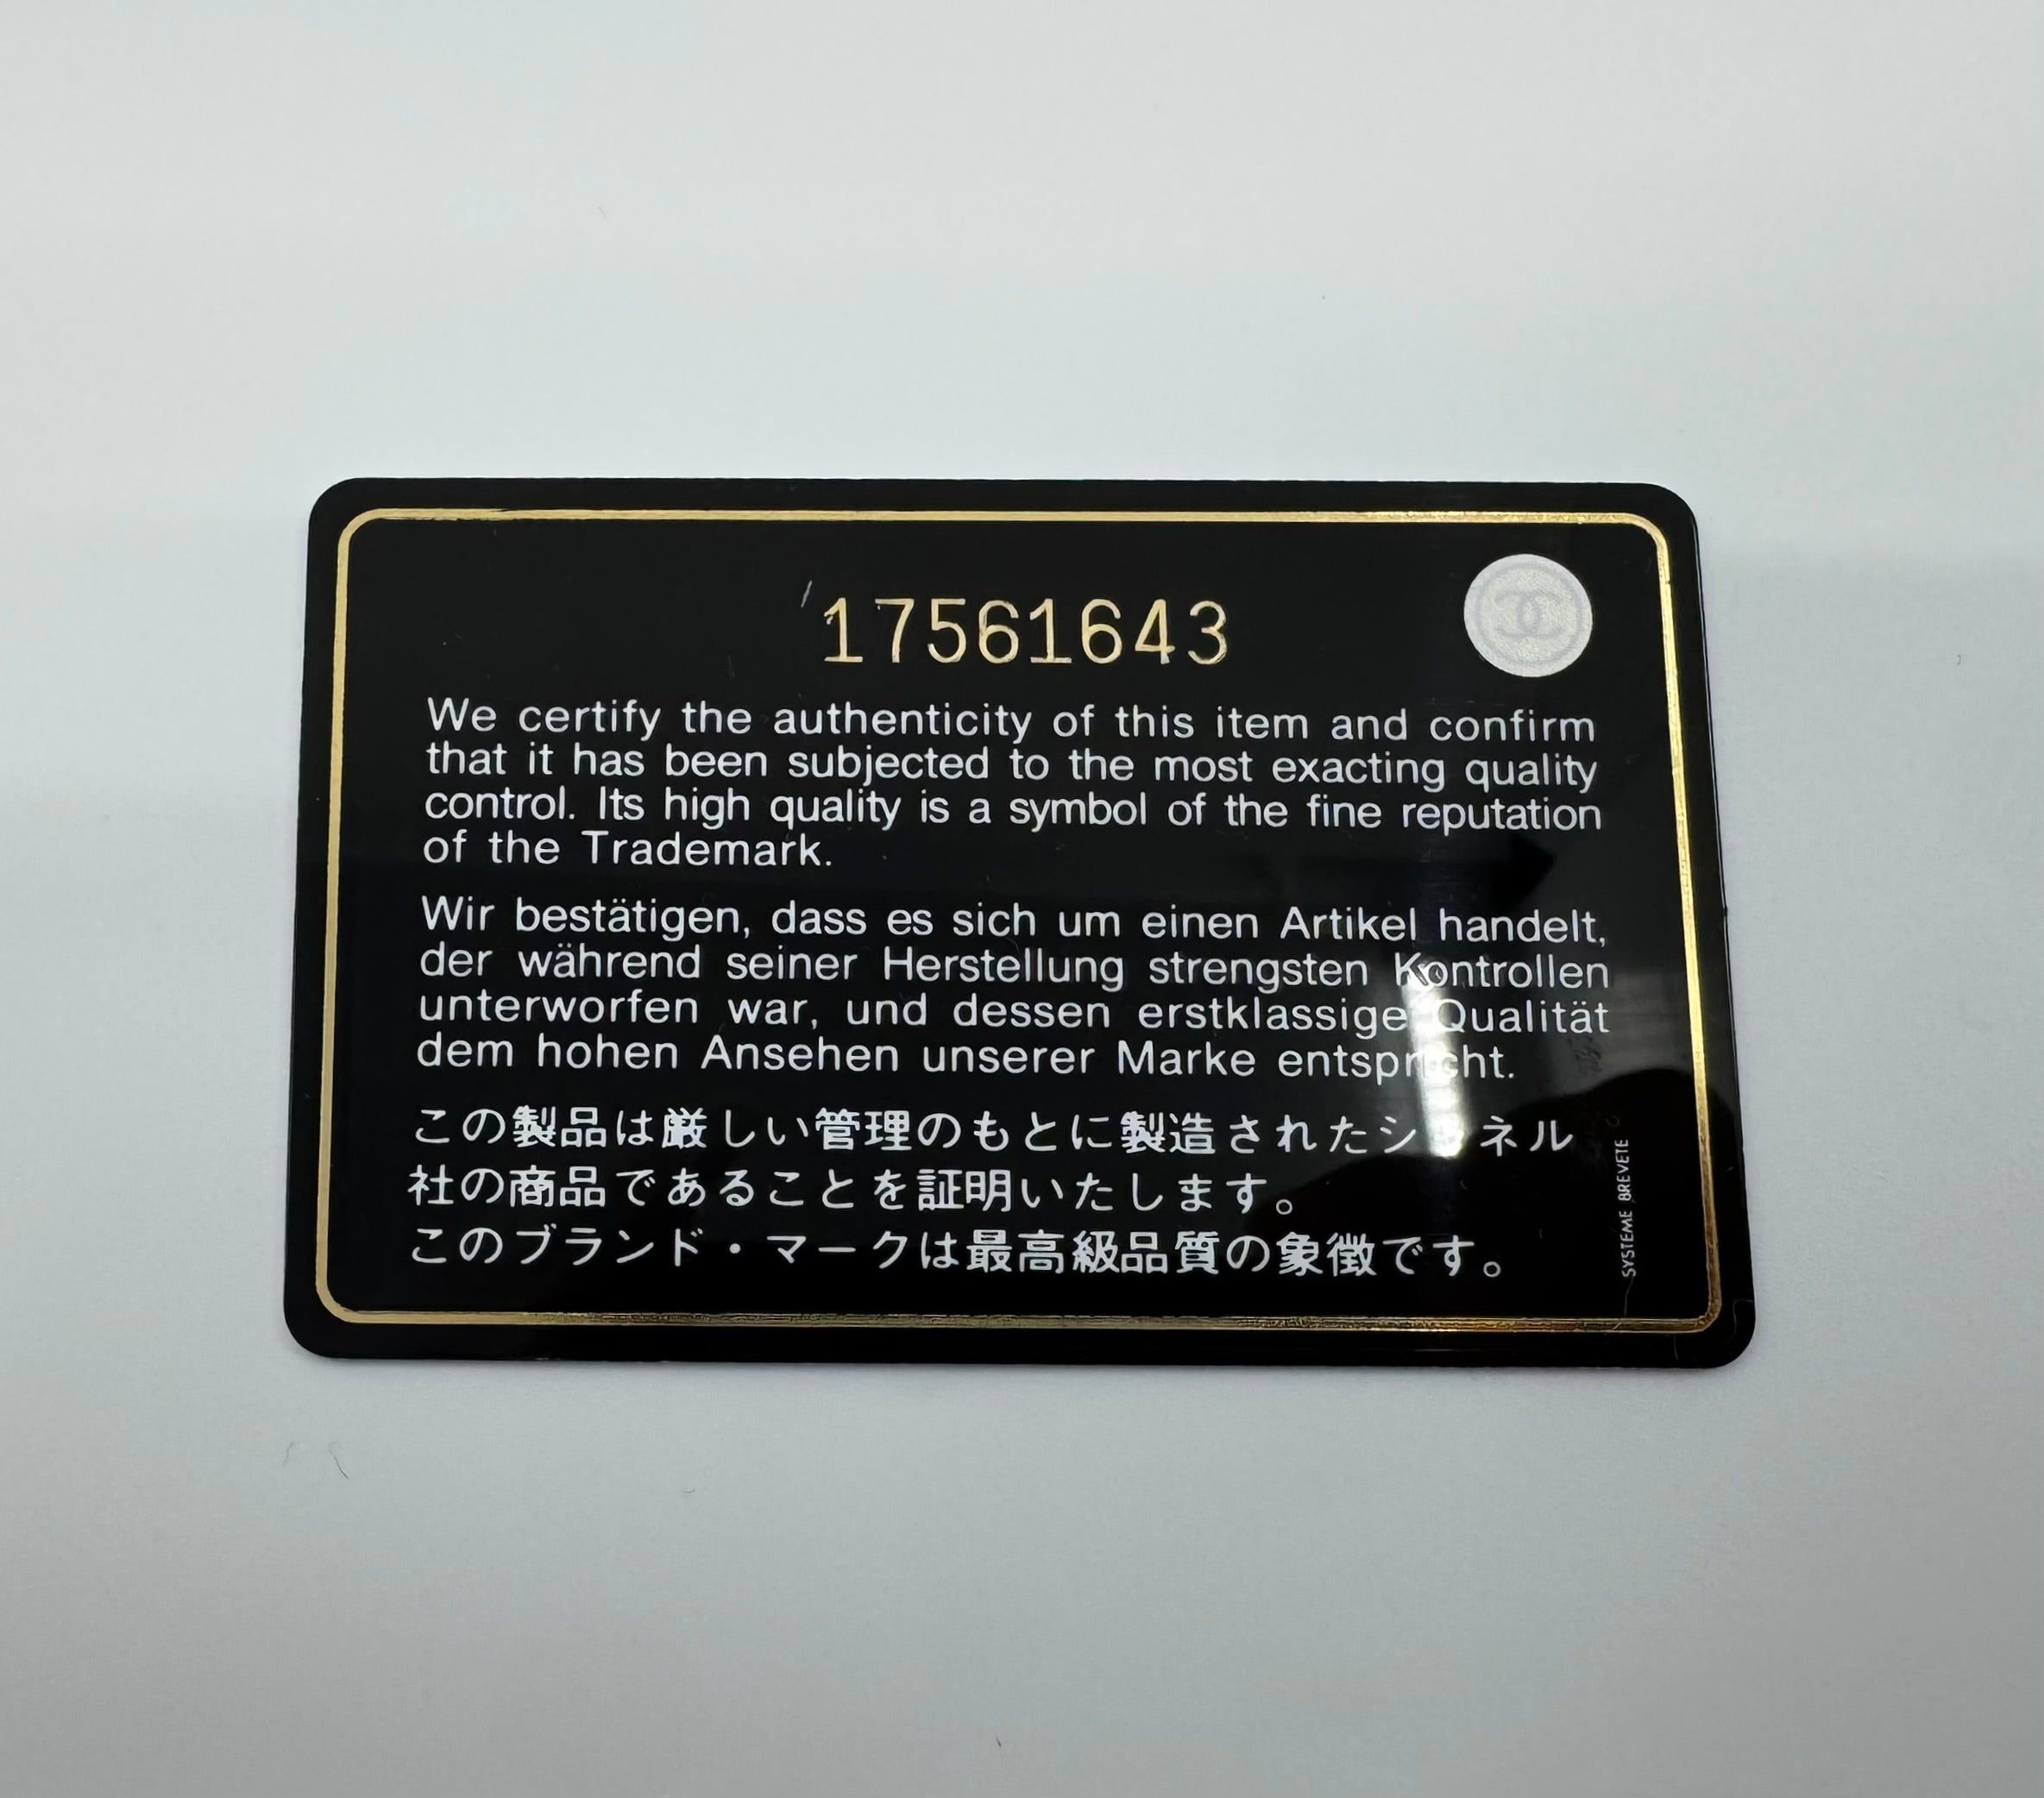 17561643
We certify the authenticity of this item and confirm
that it has been subjected to the most exacting quality
control. Its high quality is a symbol of the fine reputation
of the Trademark.
Wir bestätigen, dass es sich um einen Artikel handelt,
der während seiner Herstellung strengsten Kontrollen
unterworfen war, und dessen erstklassige Qualität
dem hohen Ansehen unserer Marke entspricht.
この製品は厳しい管理のもとに製造されたシャネル
社の商品であることを証明いたします。
このブランド・マークは最高級品質の象徴です。
SYSTEME BREVETE